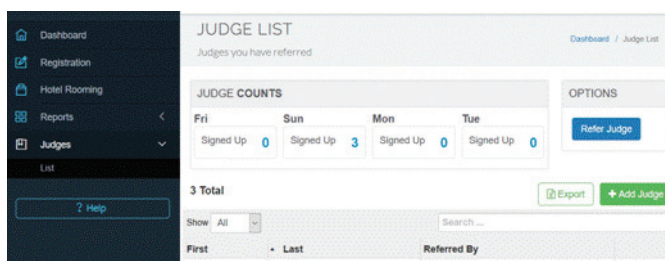 Dashboard
Registration
Hotel Rooming
Reports
Judges
List
? Help
JUDGE LIST
Judges you have referred
Dashboard / Judge List
JUDGE COUNTS
Fri Sun Mon Tue
Signed Up 0 Signed Up 3 Signed Up 0 Signed Up 0
OPTIONS
Refer Judge
3 Total
Export + Add Judge
Show All Search ...
First Last Referred By